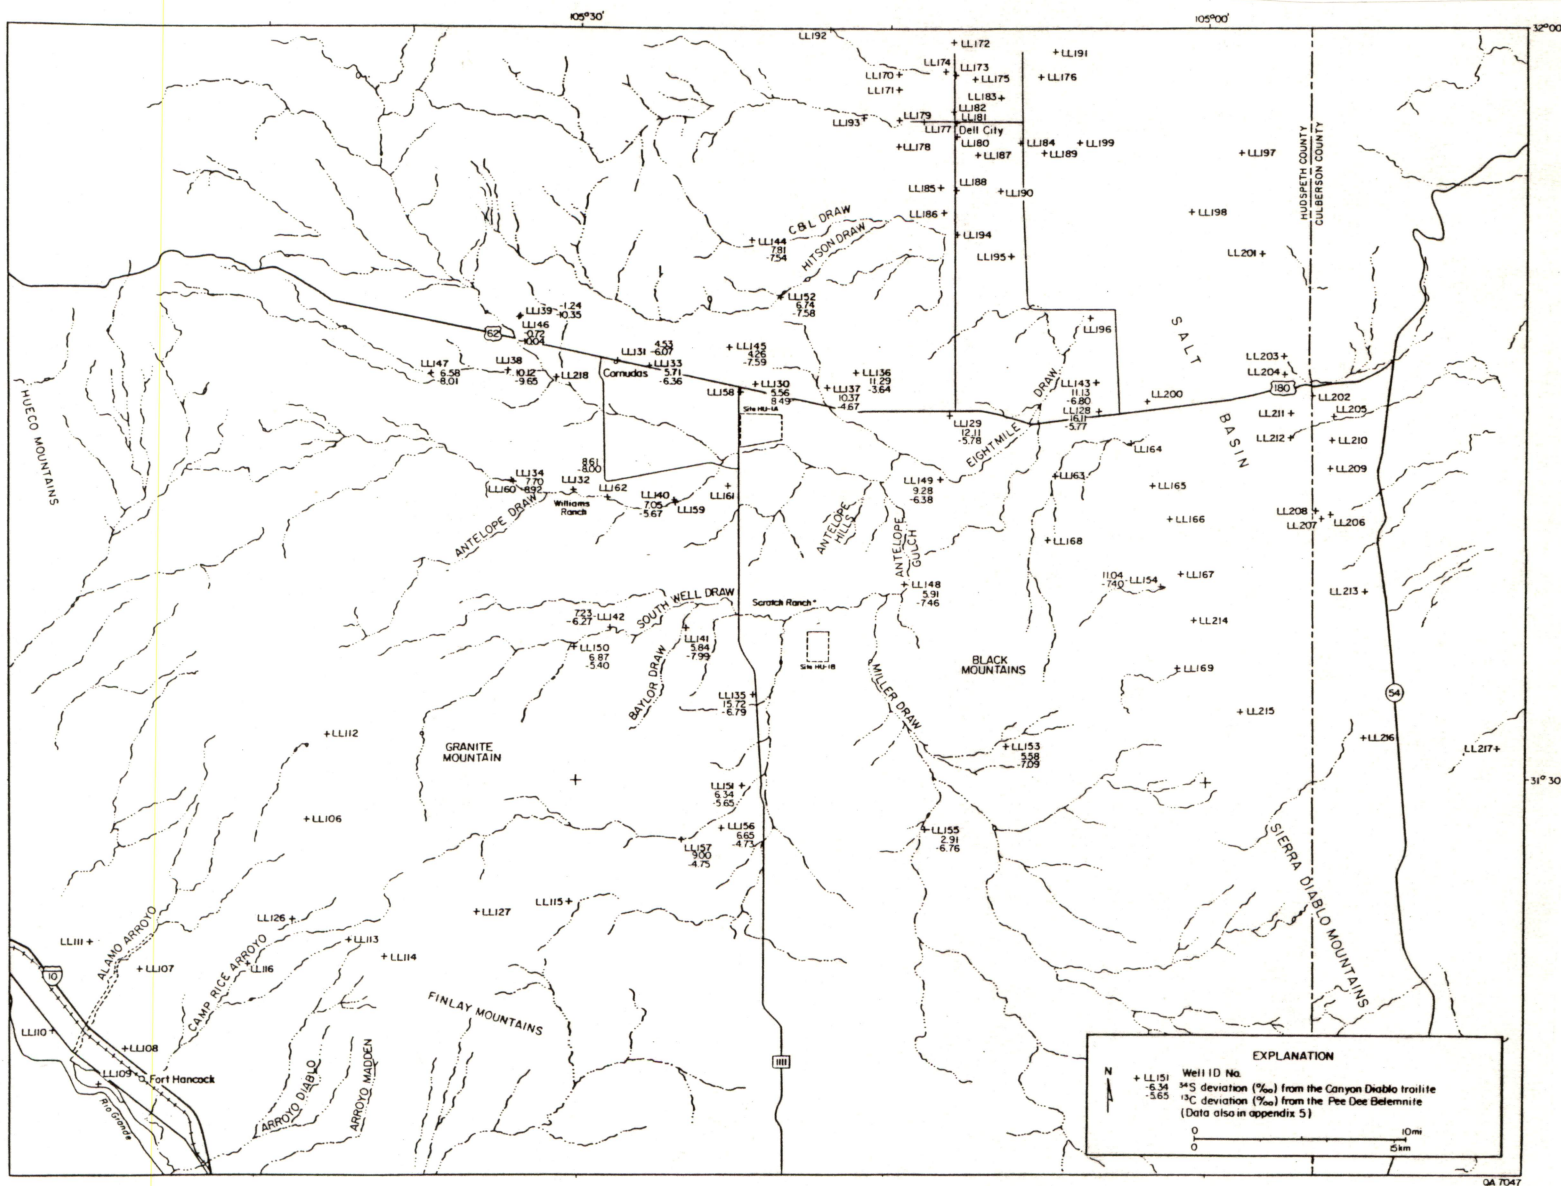 105°30'
105°00'
32°00
LL192
LL172
LL191
LL174
LL173
LL170
LL175
LL176
LL171
LL183
LL182
LL193
LL179
LL181
LL177
Dell City
LL178
LL180
LL184
LL199
LL187
LL189
LL197
HUDSPETH COUNTY
CULBERSON COUNTY
LL185
LL188
LL190
LL186
LL198
C&L DRAW
HITSON DRAW
LL144
7.81
-7.54
LL194
LL195
LL201
LL152
6.74
-7.58
LL139
-1.24
-10.35
LL146
-0.72
-10.04
62
LL196
SALT
BASIN
LL131
4.53
-6.07
LL133
5.71
-6.36
Cornudas
LL145
4.26
-7.59
LL147
6.58
-8.01
LL138
10.12
-9.65
LL218
LL136
11.29
-3.64
LL137
10.37
-4.67
LL130
5.56
8.49
LL158
Site HU-1A
LL203
LL204
180
LL143
11.13
-6.80
LL128
16.11
-5.77
LL200
LL202
LL211
LL205
LL129
12.11
-5.78
EIGHTMILE DRAW
LL212
LL210
LL164
HUECO MOUNTAINS
8.61
-8.00
LL209
LL134
7.70
-8.92
LL160
LL132
LL162
Williams
Ranch
LL140
7.05
-5.67
LL159
LL161
LL149
9.28
-6.38
LL163
LL165
LL166
LL208
LL207
LL206
ANTELOPE DRAW
ANTELOPE
HILLS
ANTELOPE
GULCH
LL168
LL148
5.91
-7.46
11.04
-7.40
LL154
LL167
LL213
SOUTH WELL DRAW
Scratch Ranch
7.23
-6.27
LL142
LL214
LL150
6.87
-5.40
LL141
5.84
-7.99
Site HU-1B
BLACK
MOUNTAINS
LL169
BAYLOR DRAW
MILLER DRAW
LL135
15.72
-6.79
54
LL215
LL112
GRANITE
MOUNTAIN
LL153
5.58
-7.09
LL216
LL217
31°30
LL151
6.34
-5.65
LL106
LL156
6.65
-4.73
LL157
9.00
-4.75
LL155
2.91
-6.76
SIERRA DIABLO MOUNTAINS
LL115
LL127
LL126
LL111
ALAMO ARROYO
CAMP RICE ARROYO
LL113
LL114
LL107
LL116
10
FINLAY MOUNTAINS
LL110
LL108
LL109
Fort Hancock
Rio Grande
ARROYO DIABLO
ARROYO MADDEN
1111
EXPLANATION
N
LL151 Well ID No.
-6.34 ³⁴S deviation (‰) from the Canyon Diablo troilite
-5.65 ¹³C deviation (‰) from the Pee Dee Belemnite
(Data also in appendix 5)
0 10mi
0 15km
QA 7047